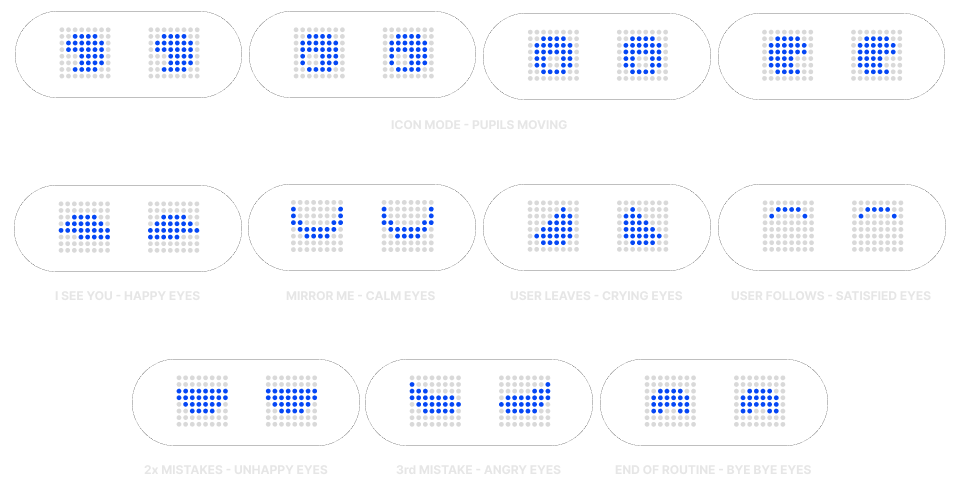 ICON MODE - PUPILS MOVING
I SEE YOU - HAPPY EYES
MIRROR ME - CALM EYES
USER LEAVES - CRYING EYES
USER FOLLOWS - SATISFIED EYES
2x MISTAKES - UNHAPPY EYES
3rd MISTAKE - ANGRY EYES
END OF ROUTINE - BYE BYE EYES